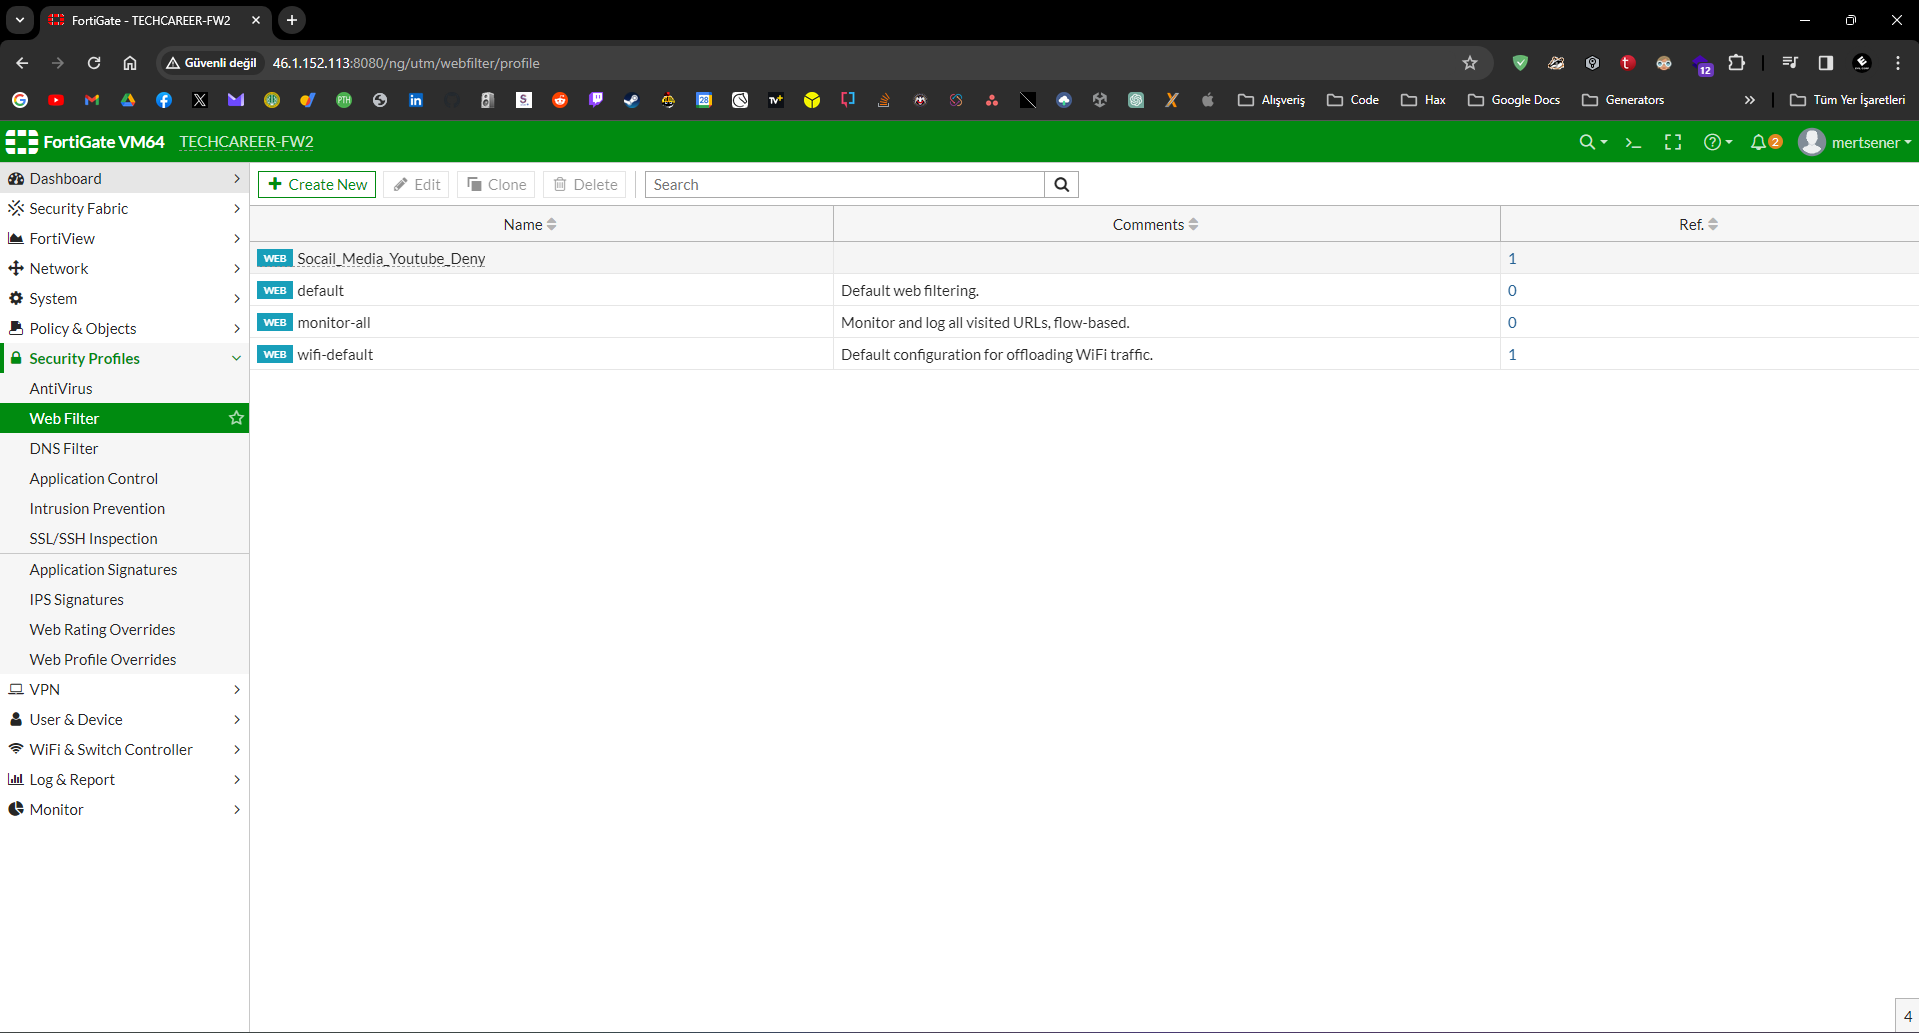 FortiGate - TECHCAREER-FW2
Güvenli değil 46.1.152.113:8080/ng/utm/webfilter/profile
12
PTH
S
28
TV+
X
Alışveriş
Code
Hax
Google Docs
Generators
Tüm Yer İşaretleri
FortiGate VM64 TECHCAREER-FW2
2
mertsener
Dashboard
Security Fabric
FortiView
Network
System
Policy & Objects
Security Profiles
AntiVirus
Web Filter
DNS Filter
Application Control
Intrusion Prevention
SSL/SSH Inspection
Application Signatures
IPS Signatures
Web Rating Overrides
Web Profile Overrides
VPN
User & Device
WiFi & Switch Controller
Log & Report
Monitor
Create New Edit Clone Delete Search
Name Comments Ref.
WEB Socail_Media_Youtube_Deny 1
WEB default Default web filtering. 0
WEB monitor-all Monitor and log all visited URLs, flow-based. 0
WEB wifi-default Default configuration for offloading WiFi traffic. 1
4